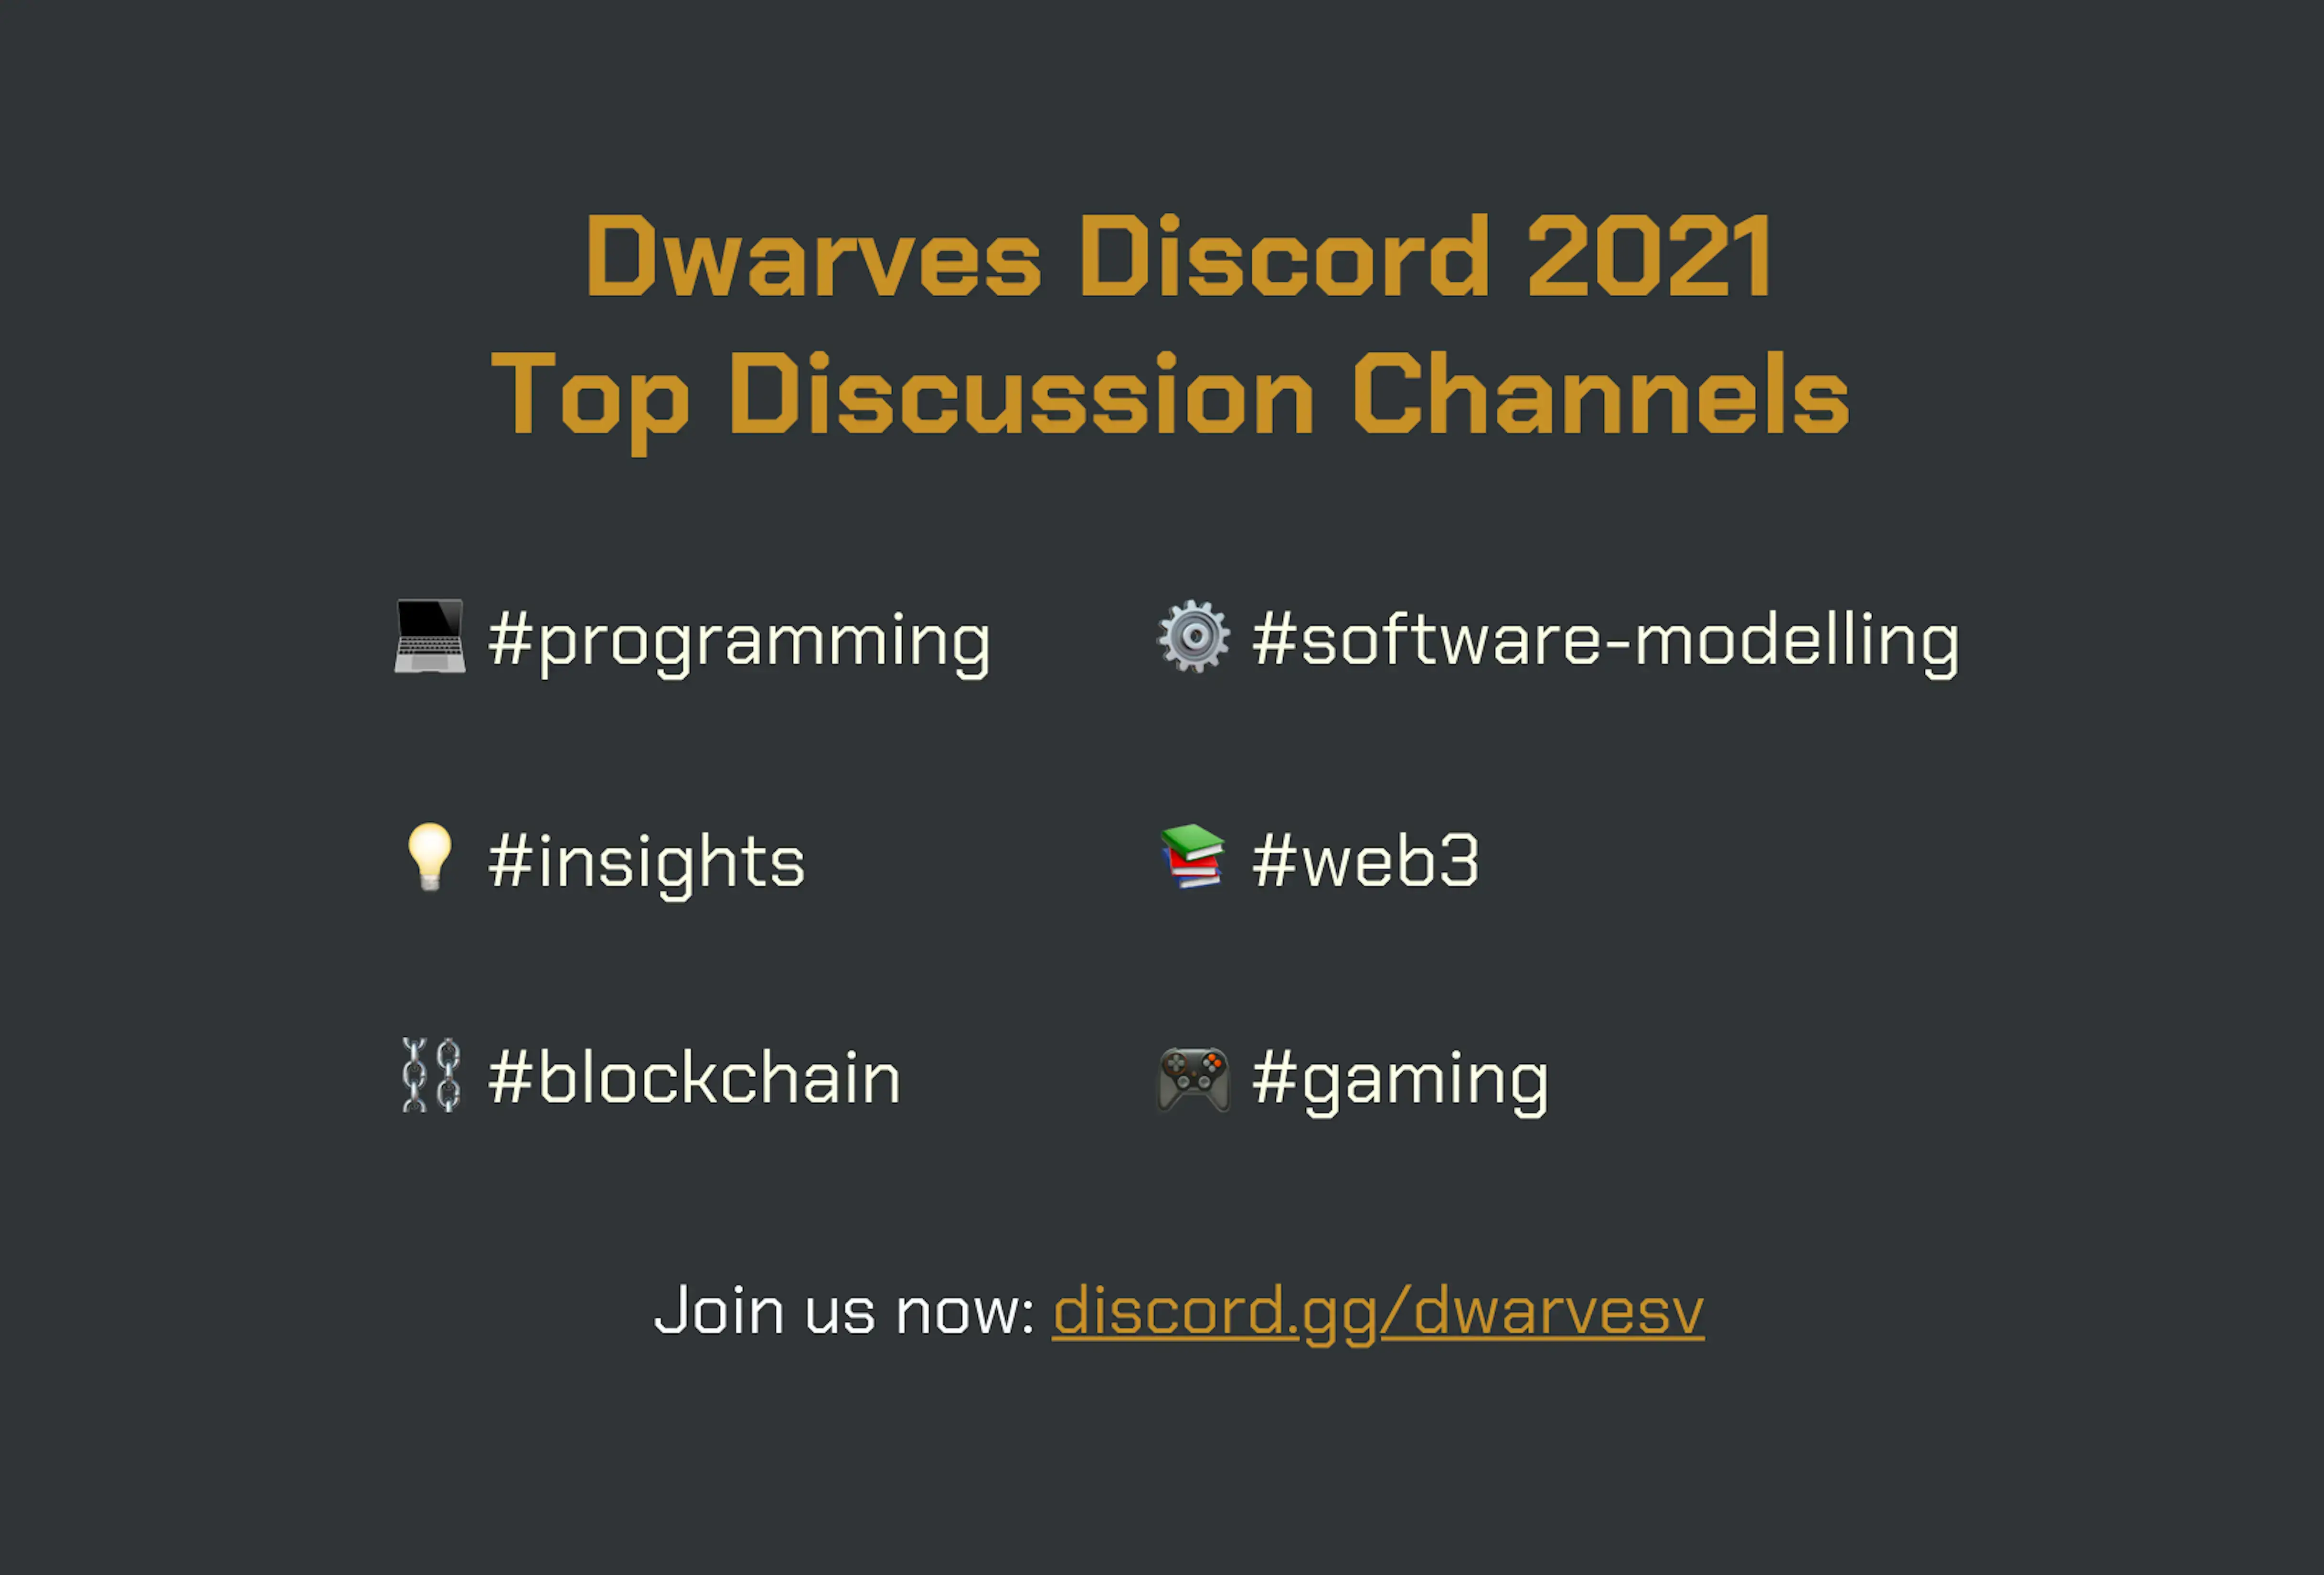 Dwarves Discord 2021
Top Discussion Channels
#programming
#software-modelling
#insights
#web3
#blockchain
#gaming
Join us now: discord.gg/dwarvesv